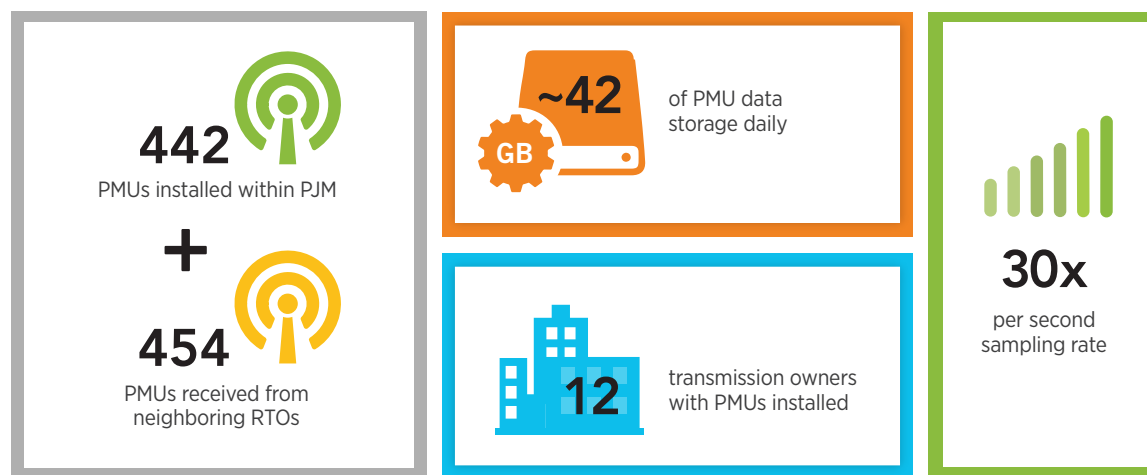 442
PMUs installed within PJM
+
454
PMUs received from
neighboring RTOs
~42
GB
of PMU data
storage daily
12
transmission owners
with PMUs installed
30x
per second
sampling rate